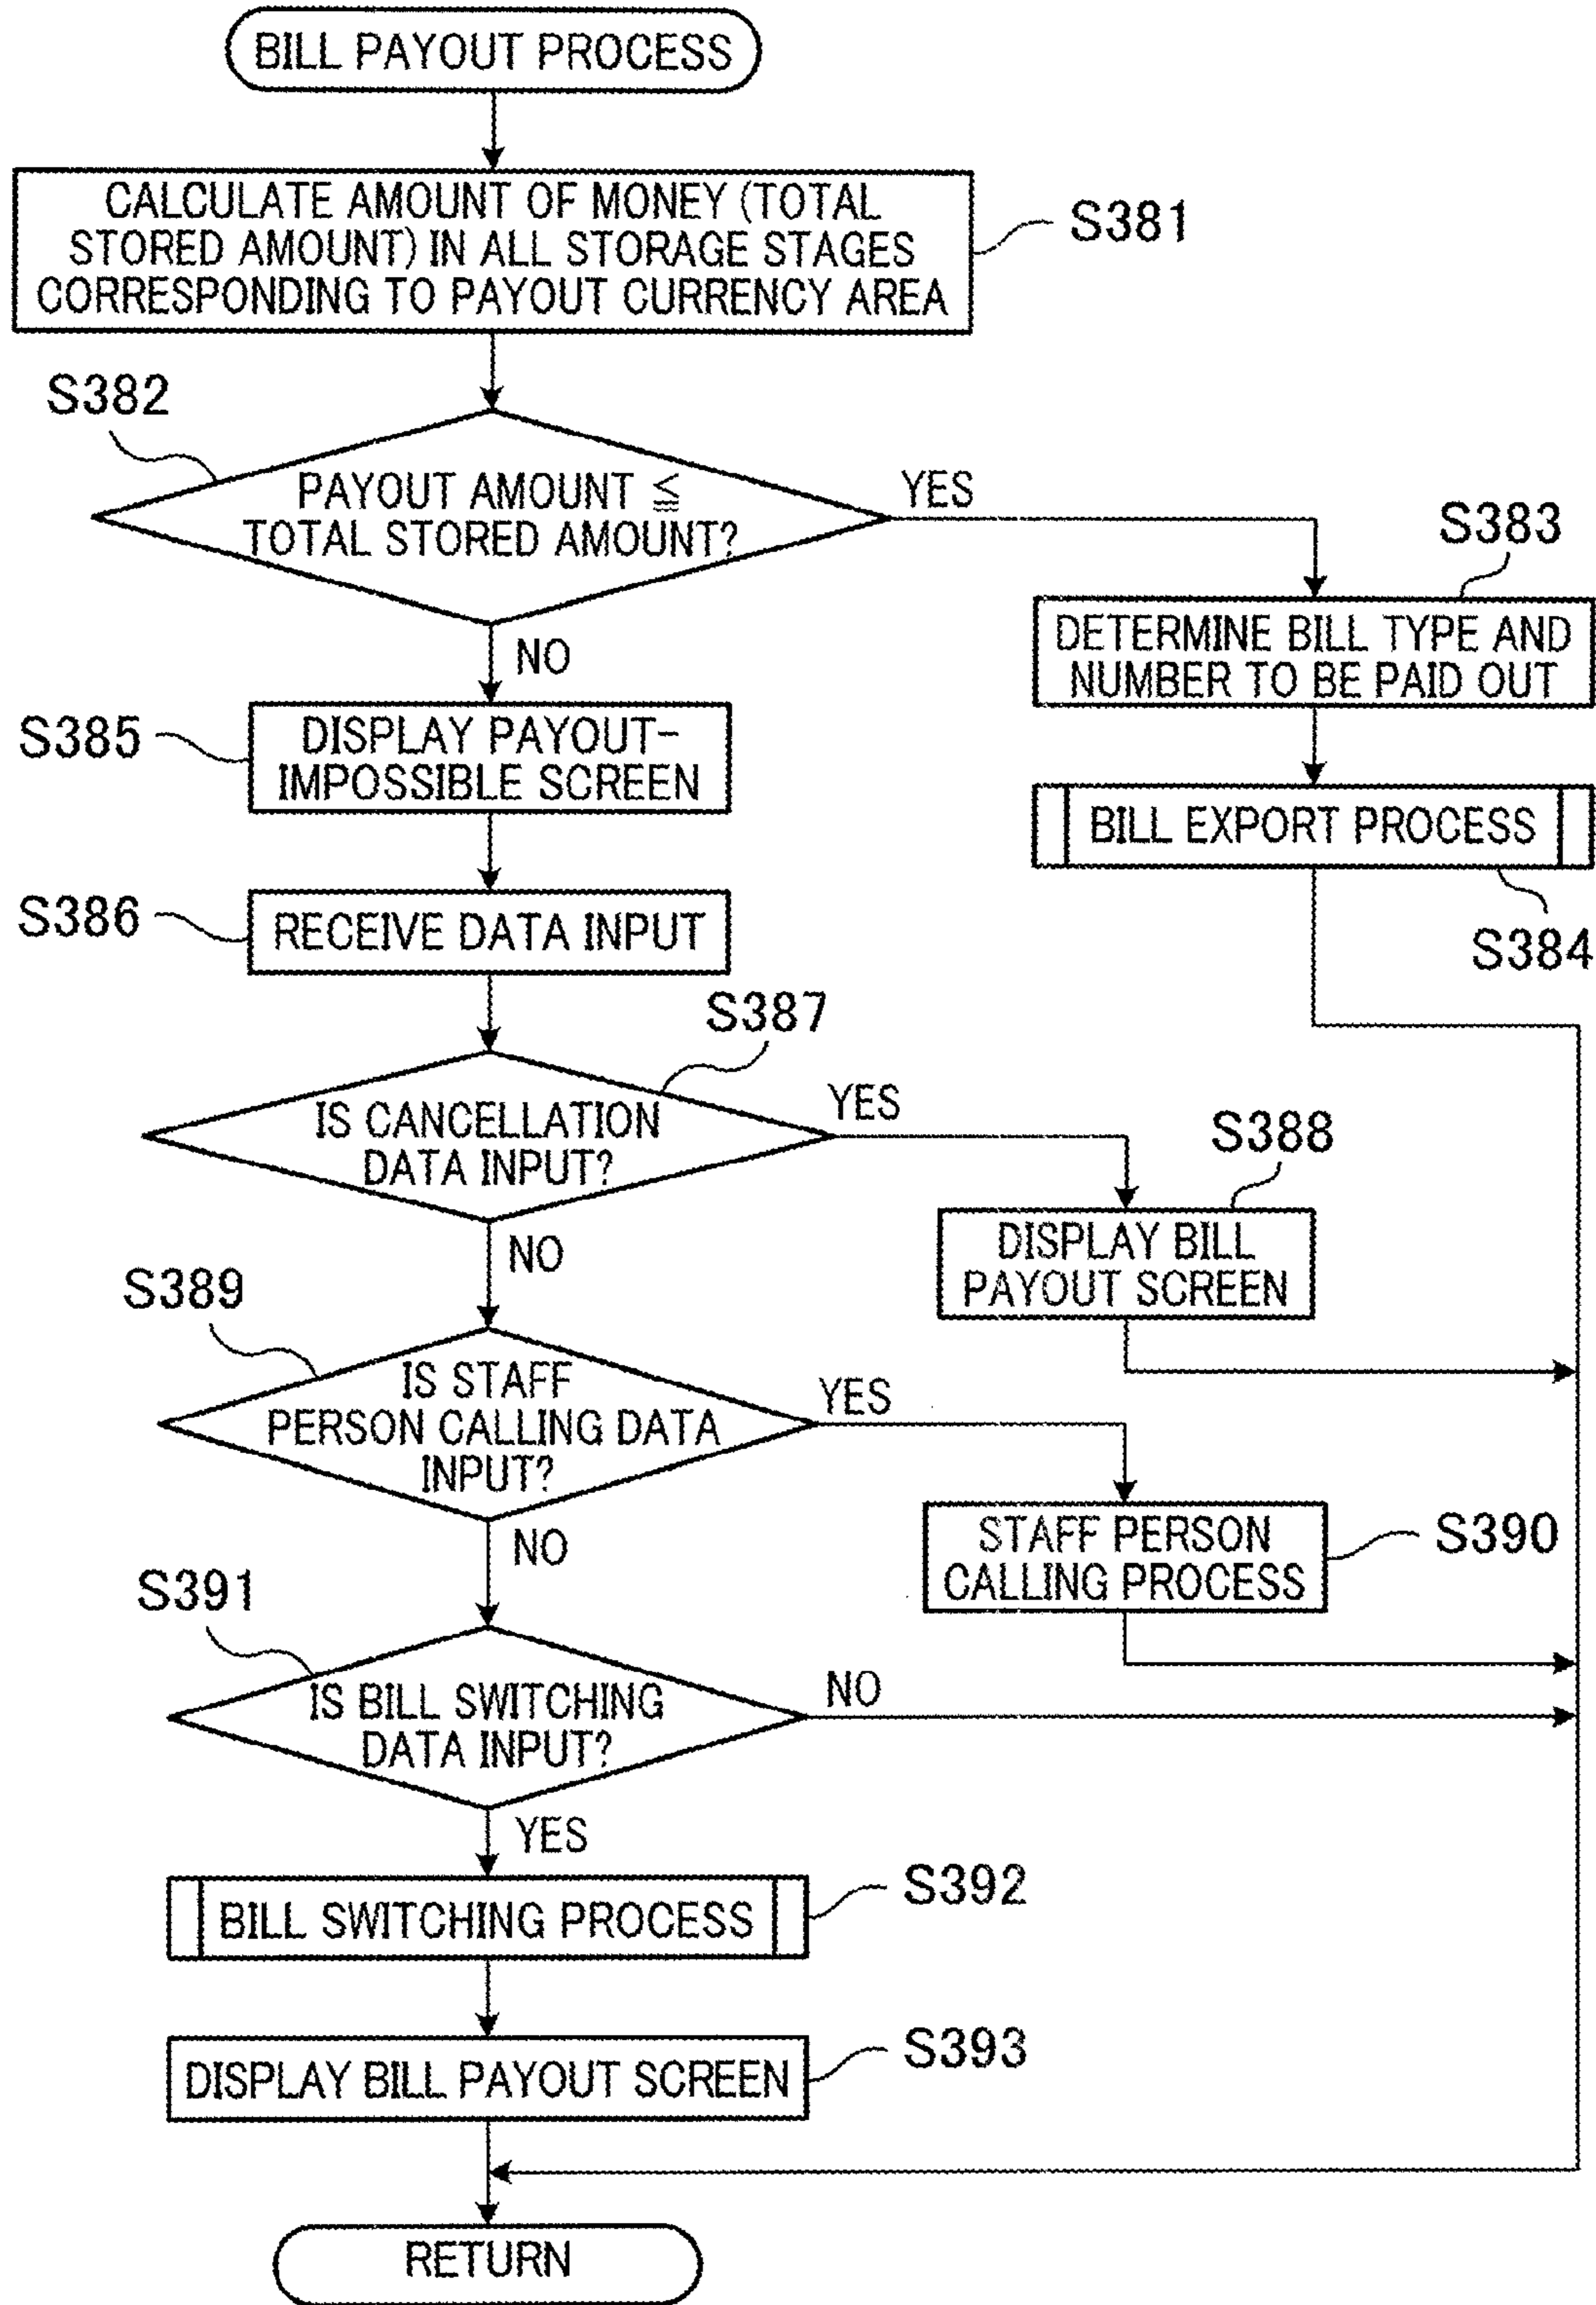 BILL PAYOUT PROCESS
CALCULATE AMOUNT OF MONEY (TOTAL
STORED AMOUNT) IN ALL STORAGE STAGES
CORRESPONDING TO PAYOUT CURRENCY AREA
S381
S382
PAYOUT AMOUNT ≦
TOTAL STORED AMOUNT?
YES
S383
DETERMINE BILL TYPE AND
NUMBER TO BE PAID OUT
NO
S385
DISPLAY PAYOUT-
IMPOSSIBLE SCREEN
BILL EXPORT PROCESS
S384
S386
RECEIVE DATA INPUT
S387
IS CANCELLATION
DATA INPUT?
YES
S388
DISPLAY BILL
PAYOUT SCREEN
NO
S389
IS STAFF
PERSON CALLING DATA
INPUT?
YES
STAFF PERSON
CALLING PROCESS
S390
NO
S391
IS BILL SWITCHING
DATA INPUT?
NO
YES
BILL SWITCHING PROCESS
S392
DISPLAY BILL PAYOUT SCREEN
S393
RETURN